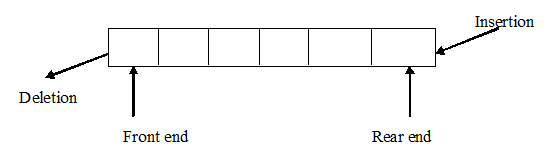 Insertion
Deletion
Front end
Rear end